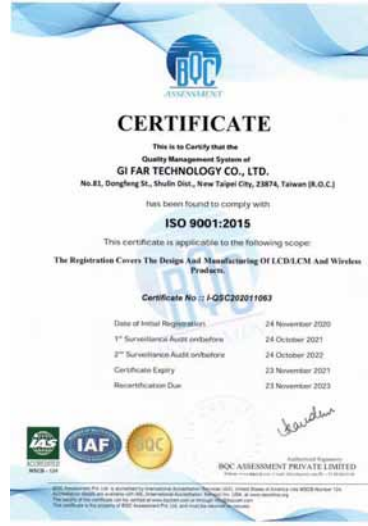 BQC
ASSESSMENT
CERTIFICATE
This is to Certify that the
Quality Management System of
GI FAR TECHNOLOGY CO., LTD.
No.81, Dongfeng St., Shulin Dist., New Taipei City, 23874, Taiwan (R.O.C.)
has been found to comply with
ISO 9001:2015
This certificate is applicable to the following scope:
The Registration Covers The Design And Manufacturing Of LCD/LCM And Wireless
Products.
Certificate No :: I-QSC202011063
Date of Initial Registration 24 November 2020
1st Surveillance Audit on/before 24 October 2021
2nd Surveillance Audit on/before 24 October 2022
Certificate Expiry 23 November 2021
Recertification Due 23 November 2023
IAS
ACCREDITED
MSCB - 124
IAF
BQC
Authorized Signatory
BQC ASSESSMENT PRIVATE LIMITED